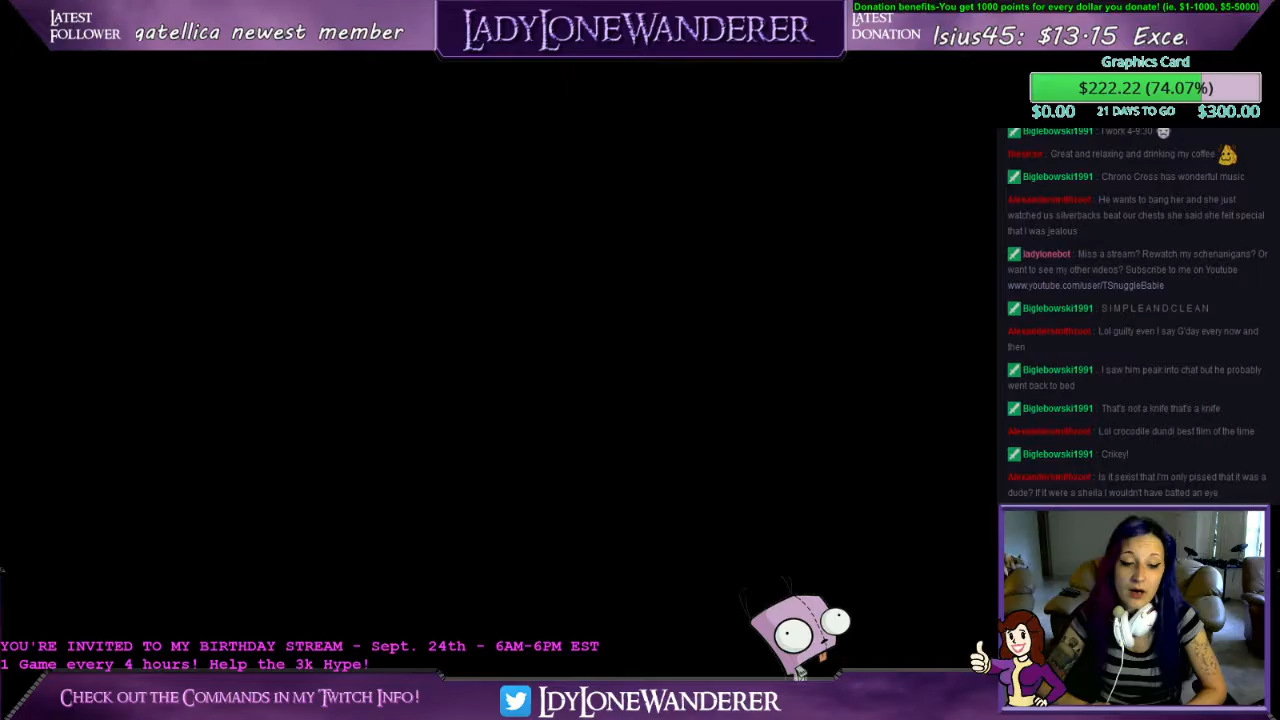 Latest
Follower
qatellica newest member
LadyLoneWanderer
Latest
Donation
Donation benefits-You get 1000 points for every dollar you donate! (ie. $1-1000, $5-5000)
lsius45: $13.15 Exce
Graphics Card
$222.22 (74.07%)
$0.00 21 DAYS TO GO $300.00
Biglebowski1991 : I work 4-9:30
Great and relaxing and drinking my coffee
Biglebowski1991 : Chrono Cross has wonderful music
Alexandersmithzoot : He wants to bang her and she just
watched us silverbacks beat our chests she said she felt special
that I was jealous
ladylonebot : Miss a stream? Rewatch my schenanigans? Or
want to see my other videos? Subscribe to me on Youtube
www.youtube.com/user/TSnuggleBabie
Biglebowski1991 : S I M P L E A N D C L E A N
Alexandersmithzoot : Lol guilty even I say G'day every now and
then
Biglebowski1991 : I saw him peak into chat but he probably
went back to bed
Biglebowski1991 : That's not a knife that's a knife
Alexandersmithzoot : Lol crocodile dundi best film of the time
Biglebowski1991 : Crikey!
Alexandersmithzoot : Is it sexist that I'm only pissed that it was a
dude? If it were a sheila I wouldn't have batted an eye
YOU'RE INVITED TO MY BIRTHDAY STREAM - Sept. 24th - 6AM-6PM EST
1 Game every 4 hours! Help the 3k Hype!
Check out the Commands in my Twitch Info!
LdyLoneWanderer